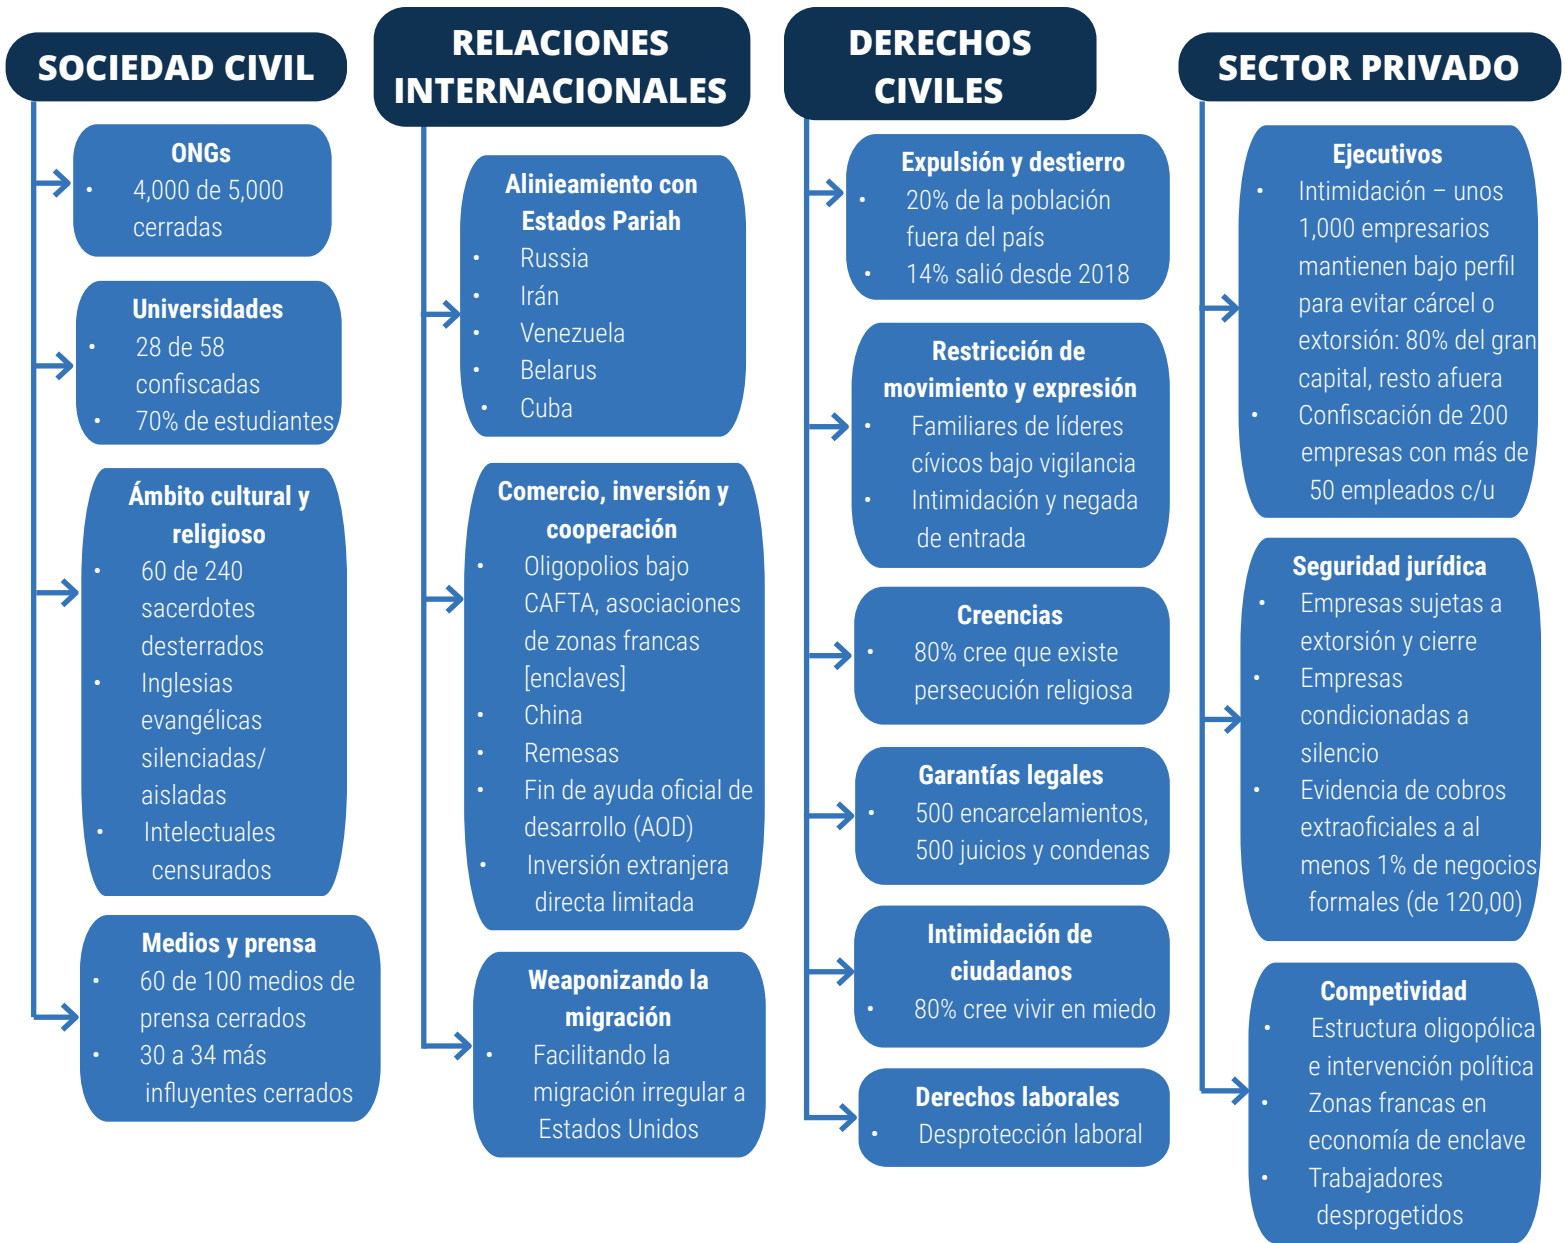 SOCIEDAD CIVIL
ONGs
• 4,000 de 5,000
cerradas
Universidades
• 28 de 58
confiscadas
• 70% de estudiantes
Ámbito cultural y
religioso
• 60 de 240
sacerdotes
desterrados
• Inglesias
evangélicas
silenciadas/
aisladas
• Intelectuales
censurados
Medios y prensa
• 60 de 100 medios de
prensa cerrados
• 30 a 34 más
influyentes cerrados
RELACIONES
INTERNACIONALES
Alinieamiento con
Estados Pariah
• Russia
• Irán
• Venezuela
• Belarus
• Cuba
Comercio, inversión y
cooperación
• Oligopolios bajo
CAFTA, asociaciones
de zonas francas
[enclaves]
• China
• Remesas
• Fin de ayuda oficial de
desarrollo (AOD)
• Inversión extranjera
directa limitada
Weaponizando la
migración
• Facilitando la
migración irregular a
Estados Unidos
DERECHOS
CIVILES
Expulsión y destierro
• 20% de la población
fuera del país
• 14% salió desde 2018
Restricción de
movimiento y expresión
• Familiares de líderes
cívicos bajo vigilancia
• Intimidación y negada
de entrada
Creencias
• 80% cree que existe
persecución religiosa
Garantías legales
• 500 encarcelamientos,
500 juicios y condenas
Intimidación de
ciudadanos
• 80% cree vivir en miedo
Derechos laborales
• Desprotección laboral
SECTOR PRIVADO
Ejecutivos
• Intimidación – unos
1,000 empresarios
mantienen bajo perfil
para evitar cárcel o
extorsión: 80% del gran
capital, resto afuera
• Confiscación de 200
empresas con más de
50 empleados c/u
Seguridad jurídica
• Empresas sujetas a
extorsión y cierre
• Empresas
condicionadas a
silencio
• Evidencia de cobros
extraoficiales a al
menos 1% de negocios
formales (de 120,00)
Competividad
• Estructura oligopólica
e intervención política
• Zonas francas en
economía de enclave
• Trabajadores
desprogetidos